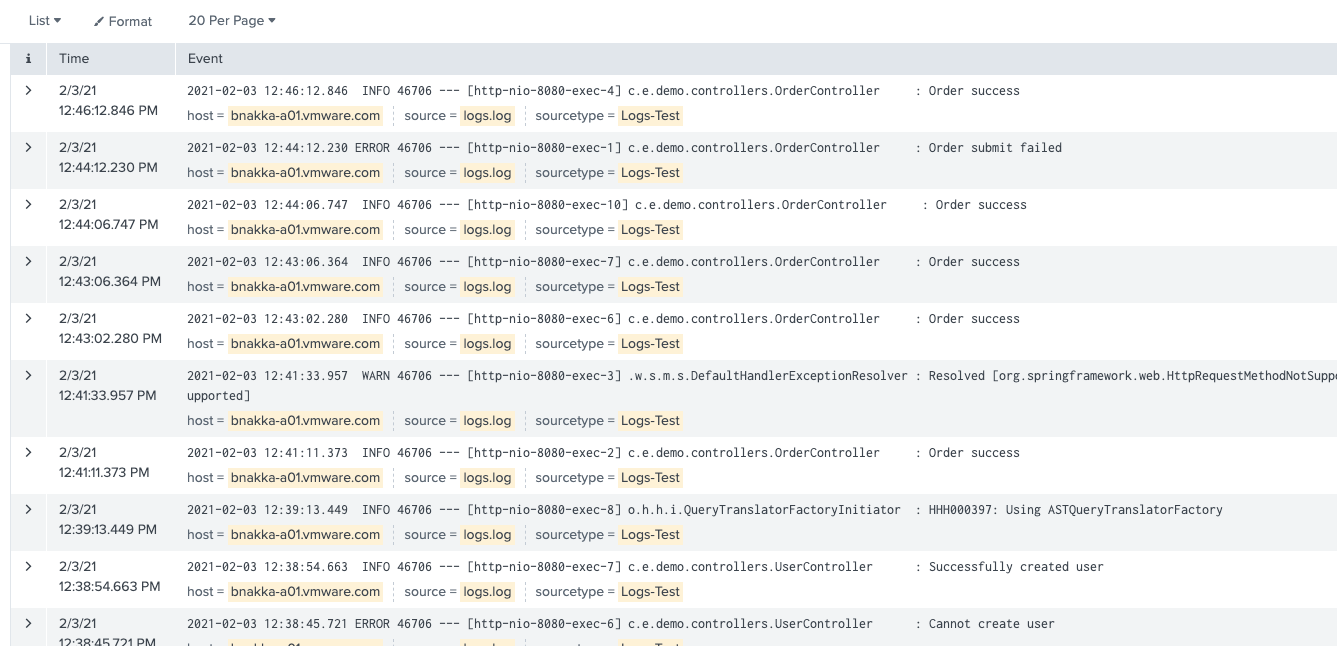 List Format 20 Per Page
i Time Event
2/3/21 2021-02-03 12:46:12.846  INFO 46706 --- [http-nio-8080-exec-4] c.e.demo.controllers.OrderController     : Order success
12:46:12.846 PM host = bnakka-a01.vmware.com source = logs.log sourcetype = Logs-Test
2/3/21 2021-02-03 12:44:12.230 ERROR 46706 --- [http-nio-8080-exec-1] c.e.demo.controllers.OrderController     : Order submit failed
12:44:12.230 PM host = bnakka-a01.vmware.com source = logs.log sourcetype = Logs-Test
2/3/21 2021-02-03 12:44:06.747  INFO 46706 --- [http-nio-8080-exec-10] c.e.demo.controllers.OrderController     : Order success
12:44:06.747 PM host = bnakka-a01.vmware.com source = logs.log sourcetype = Logs-Test
2/3/21 2021-02-03 12:43:06.364  INFO 46706 --- [http-nio-8080-exec-7] c.e.demo.controllers.OrderController     : Order success
12:43:06.364 PM host = bnakka-a01.vmware.com source = logs.log sourcetype = Logs-Test
2/3/21 2021-02-03 12:43:02.280  INFO 46706 --- [http-nio-8080-exec-6] c.e.demo.controllers.OrderController     : Order success
12:43:02.280 PM host = bnakka-a01.vmware.com source = logs.log sourcetype = Logs-Test
2/3/21 2021-02-03 12:41:33.957  WARN 46706 --- [http-nio-8080-exec-3] .w.s.m.s.DefaultHandlerExceptionResolver : Resolved [org.springframework.web.HttpRequestMethodNotSuppo
12:41:33.957 PM upported]
host = bnakka-a01.vmware.com source = logs.log sourcetype = Logs-Test
2/3/21 2021-02-03 12:41:11.373  INFO 46706 --- [http-nio-8080-exec-2] c.e.demo.controllers.OrderController     : Order success
12:41:11.373 PM host = bnakka-a01.vmware.com source = logs.log sourcetype = Logs-Test
2/3/21 2021-02-03 12:39:13.449  INFO 46706 --- [http-nio-8080-exec-8] o.h.h.i.QueryTranslatorFactoryInitiator  : HHH000397: Using ASTQueryTranslatorFactory
12:39:13.449 PM host = bnakka-a01.vmware.com source = logs.log sourcetype = Logs-Test
2/3/21 2021-02-03 12:38:54.663  INFO 46706 --- [http-nio-8080-exec-7] c.e.demo.controllers.UserController      : Successfully created user
12:38:54.663 PM host = bnakka-a01.vmware.com source = logs.log sourcetype = Logs-Test
2/3/21 2021-02-03 12:38:45.721 ERROR 46706 --- [http-nio-8080-exec-6] c.e.demo.controllers.UserController      : Cannot create user
12:38:45.721 PM